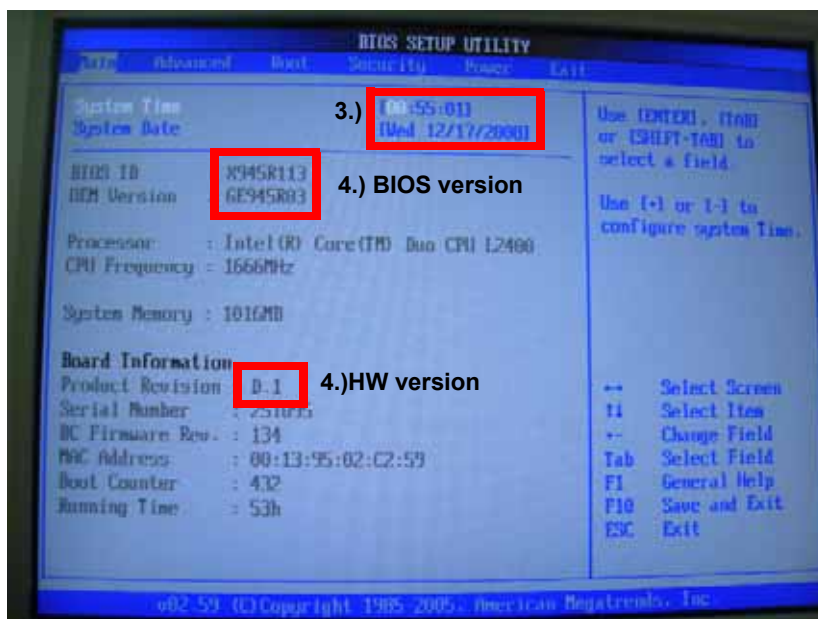 BIOS SETUP UTILITY
Main Advanced Boot Security Power Exit
System Time [00:55:01]
3.)
System Date [Wed 12/17/2008]
BIOS ID : X945R113
OEM Version : GE945R03
4.) BIOS version
Processor : Intel(R) Core(TM) Duo CPU L2400
CPU Frequency : 1666MHz
System Memory : 1016MB
Board Information
Product Revision : D.1
4.)HW version
Serial Number :
BC Firmware Rev. : 134
MAC Address : 00:13:95:02:C2:59
Boot Counter : 432
Running Time : 53h
Use [ENTER], [TAB]
or [SHIFT-TAB] to
select a field.
Use [+] or [-] to
configure system Time.
↔ Select Screen
↑↓ Select Item
+- Change Field
Tab Select Field
F1 General Help
F10 Save and Exit
ESC Exit
v02.59 (C)Copyright 1985-2005, American Megatrends, Inc.